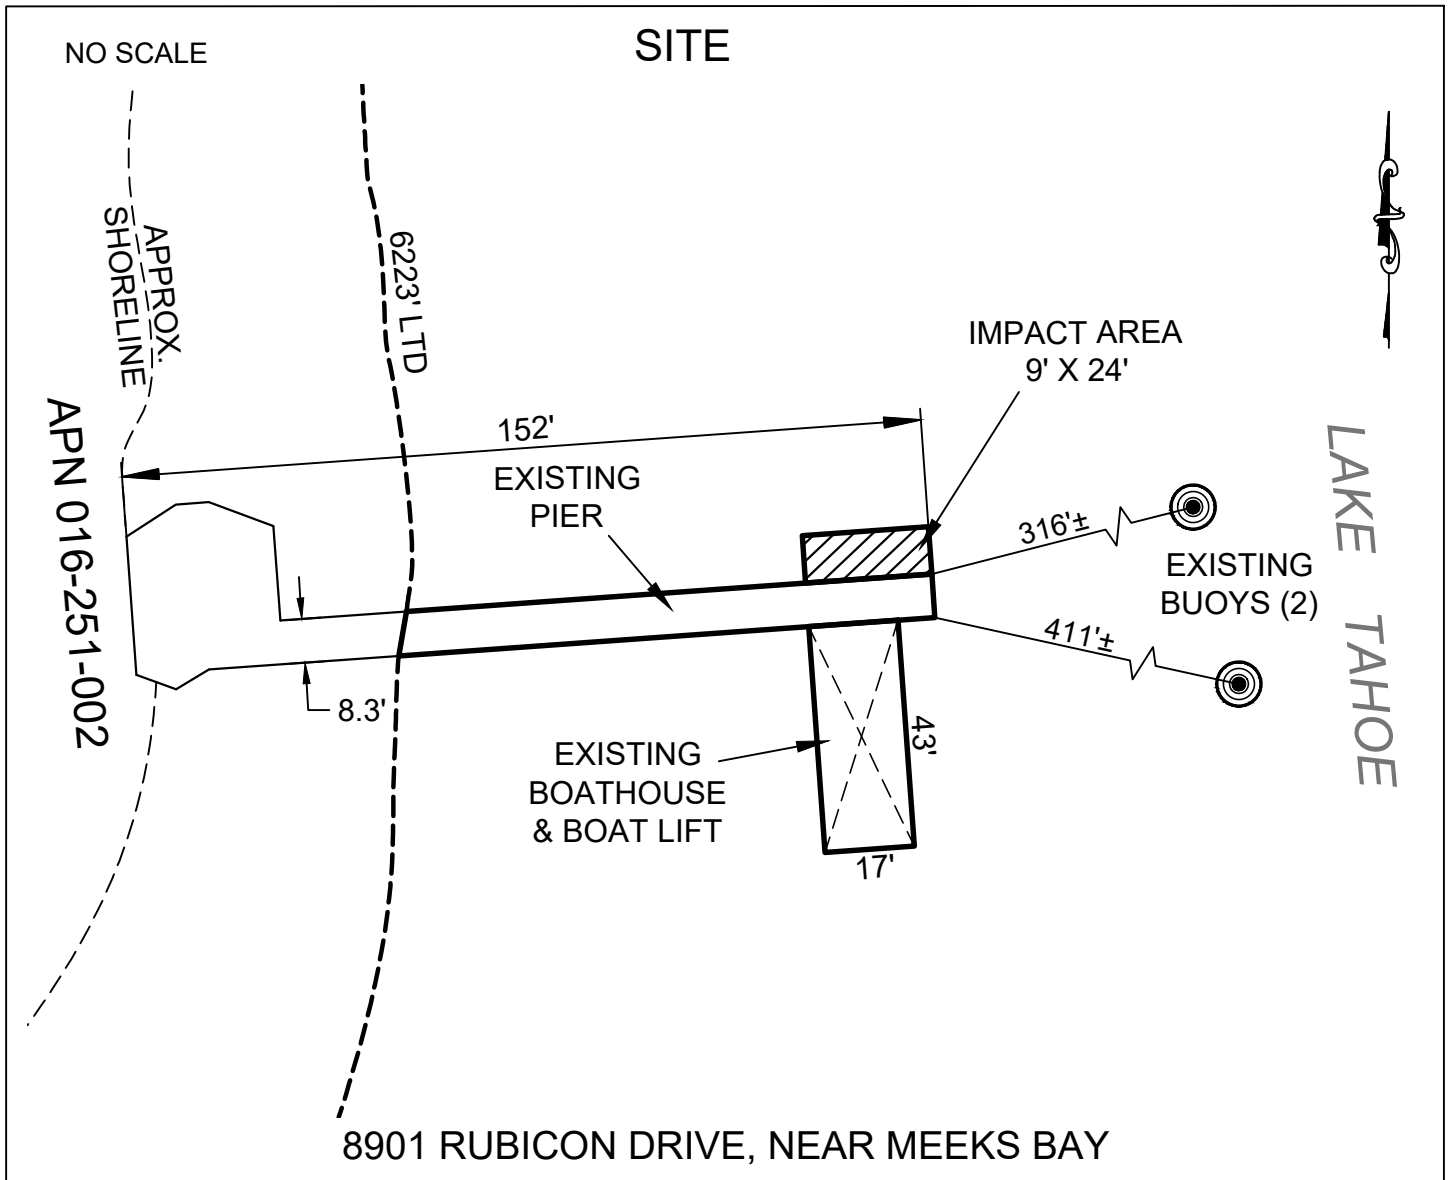 NO SCALE
SITE
APPROX.
SHORELINE
6223' LTD
IMPACT AREA
9' X 24'
152'
EXISTING
PIER
APN 016-251-002
LAKE TAHOE
316'±
EXISTING
BUOYS (2)
411'±
8.3'
EXISTING
BOATHOUSE
& BOAT LIFT
43'
17'
8901 RUBICON DRIVE, NEAR MEEKS BAY